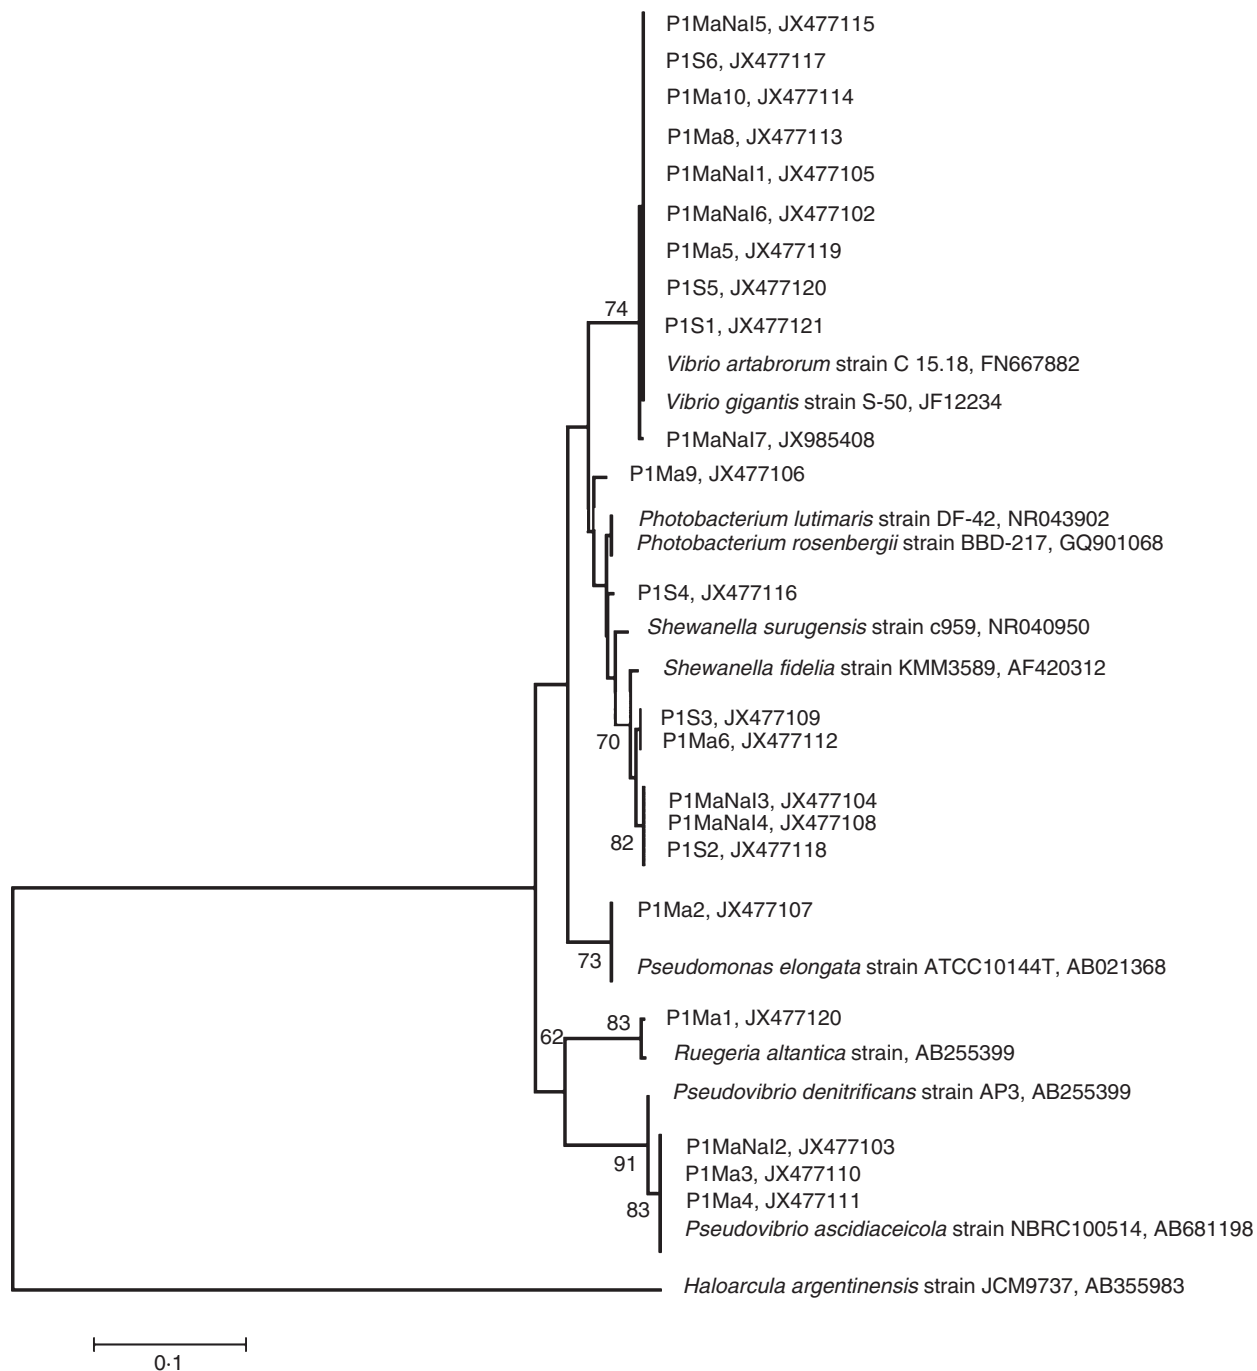 P1MaNaI5, JX477115
P1S6, JX477117
P1Ma10, JX477114
P1Ma8, JX477113
P1MaNaI1, JX477105
P1MaNaI6, JX477102
P1Ma5, JX477119
P1S5, JX477120
74
P1S1, JX477121
Vibrio artabrorum strain C 15.18, FN667882
Vibrio gigantis strain S-50, JF12234
P1MaNaI7, JX985408
P1Ma9, JX477106
Photobacterium lutimaris strain DF-42, NR043902
Photobacterium rosenbergii strain BBD-217, GQ901068
P1S4, JX477116
Shewanella surugensis strain c959, NR040950
Shewanella fidelia strain KMM3589, AF420312
P1S3, JX477109
70
P1Ma6, JX477112
P1MaNaI3, JX477104
P1MaNaI4, JX477108
82
P1S2, JX477118
P1Ma2, JX477107
73
Pseudomonas elongata strain ATCC10144T, AB021368
83
P1Ma1, JX477120
62
Ruegeria altantica strain, AB255399
Pseudovibrio denitrificans strain AP3, AB255399
P1MaNaI2, JX477103
91
P1Ma3, JX477110
P1Ma4, JX477111
83
Pseudovibrio ascidiaceicola strain NBRC100514, AB681198
Haloarcula argentinensis strain JCM9737, AB355983
0·1